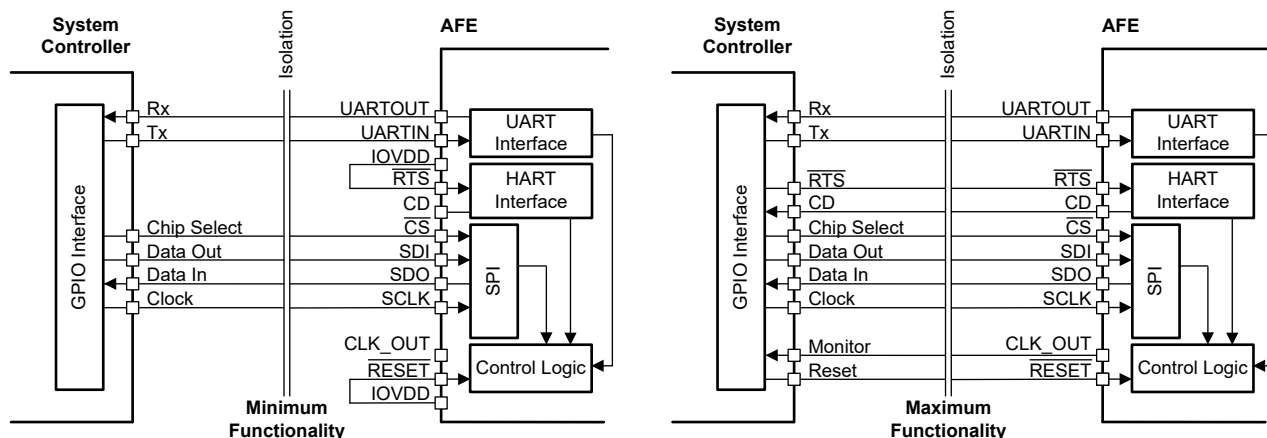 System
Controller
Isolation
AFE
GPIO Interface
Rx
UARTOUT
Tx
UARTIN
UART
Interface
IOVDD
RTS
HART
Interface
CD
Chip Select
CS
Data Out
SDI
Data In
SDO
Clock
SCLK
SPI
CLK_OUT
RESET
Control Logic
IOVDD
Minimum
Functionality
System
Controller
Isolation
AFE
GPIO Interface
Rx
UARTOUT
Tx
UARTIN
UART
Interface
RTS
RTS
HART
Interface
CD
CD
Chip Select
CS
Data Out
SDI
Data In
SDO
Clock
SCLK
SPI
Monitor
CLK_OUT
Reset
RESET
Control Logic
Maximum
Functionality